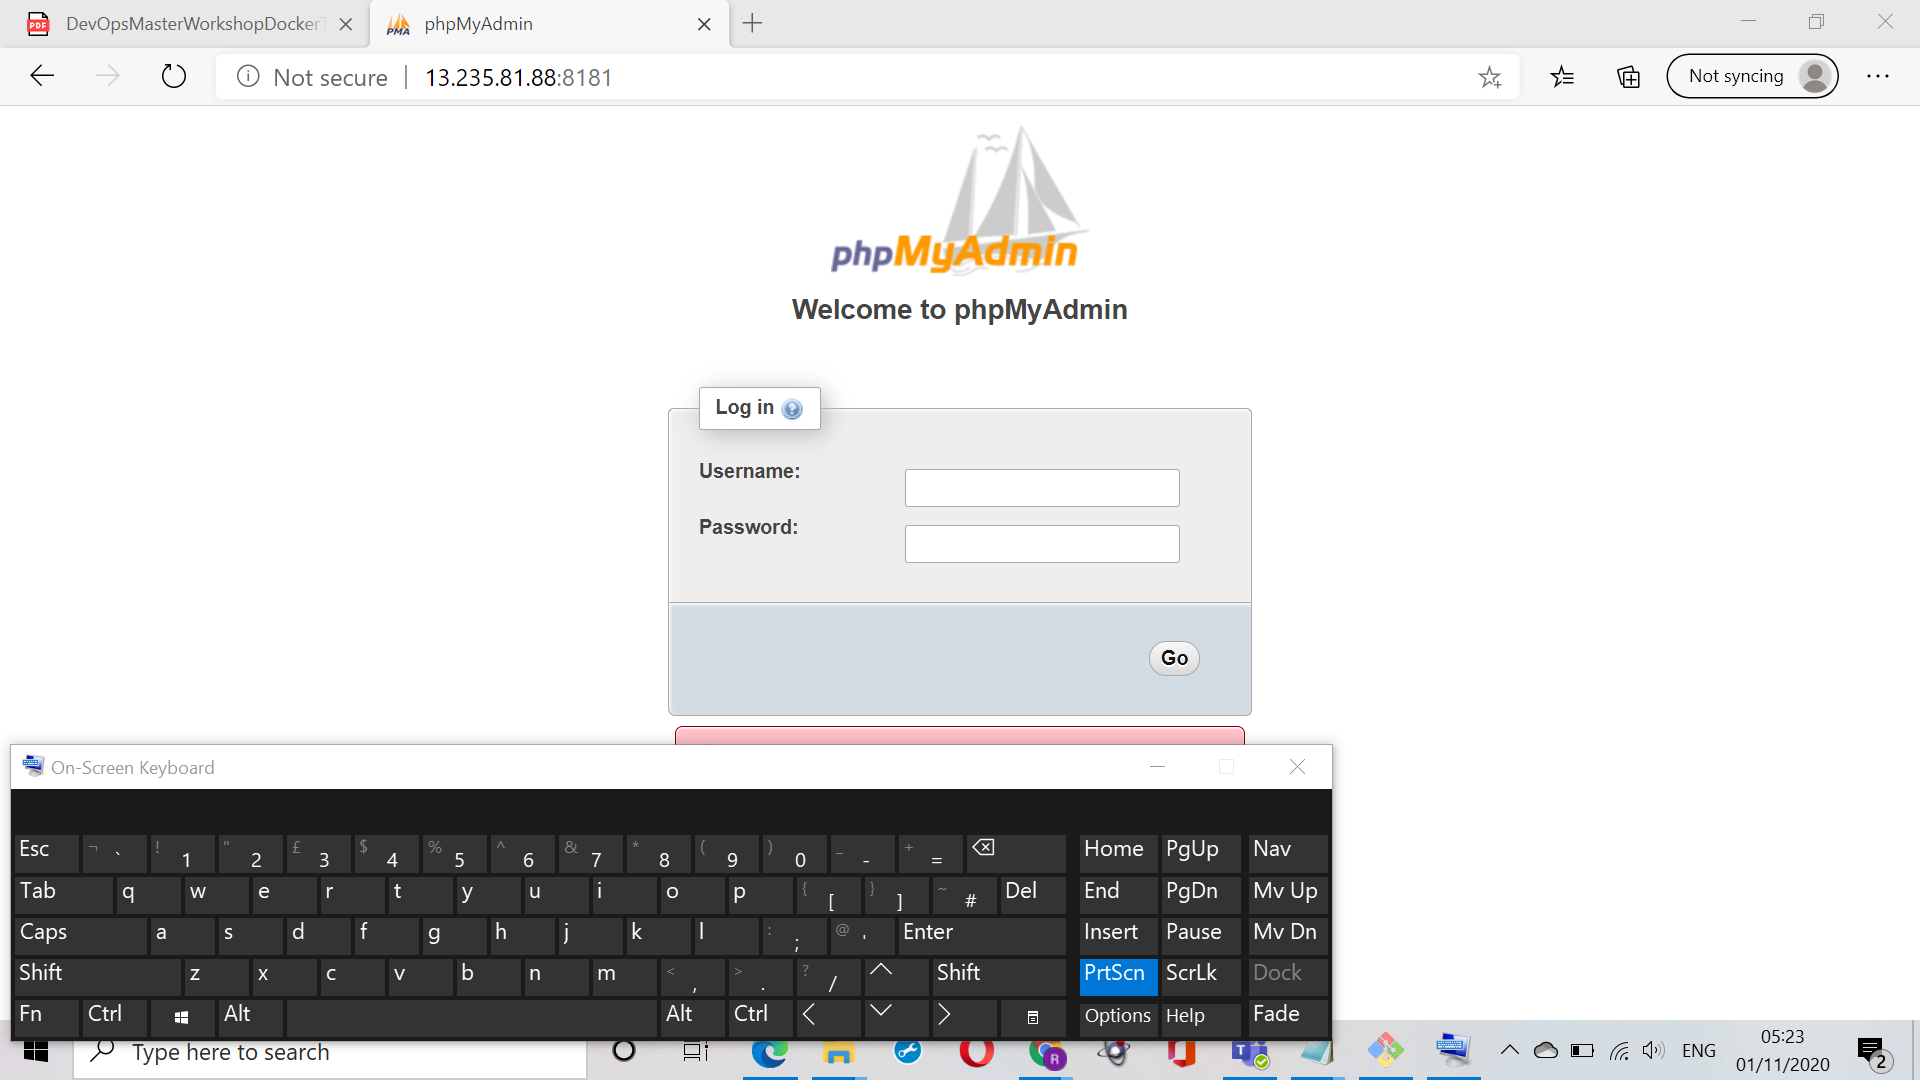 DevOpsMasterWorkshopDocker
phpMyAdmin
Not secure
13.235.81.88:8181
Not syncing
phpMyAdmin
Welcome to phpMyAdmin
Log in
Username:
Password:
Go
On-Screen Keyboard
Esc ¬ ` ! 1 " 2 £ 3 $ 4 % 5 ^ 6 & 7 * 8 ( 9 ) 0 _ - + = Home PgUp Nav
Tab q w e r t y u i o p { [ } ] ~ # Del End PgDn Mv Up
Caps a s d f g h j k l : ; @ ' Enter Insert Pause Mv Dn
Shift z x c v b n m < , > . ? / Shift PrtScn ScrLk Dock
Fn Ctrl Alt Alt Ctrl Options Help Fade
Type here to search
ENG
05:23
01/11/2020
2